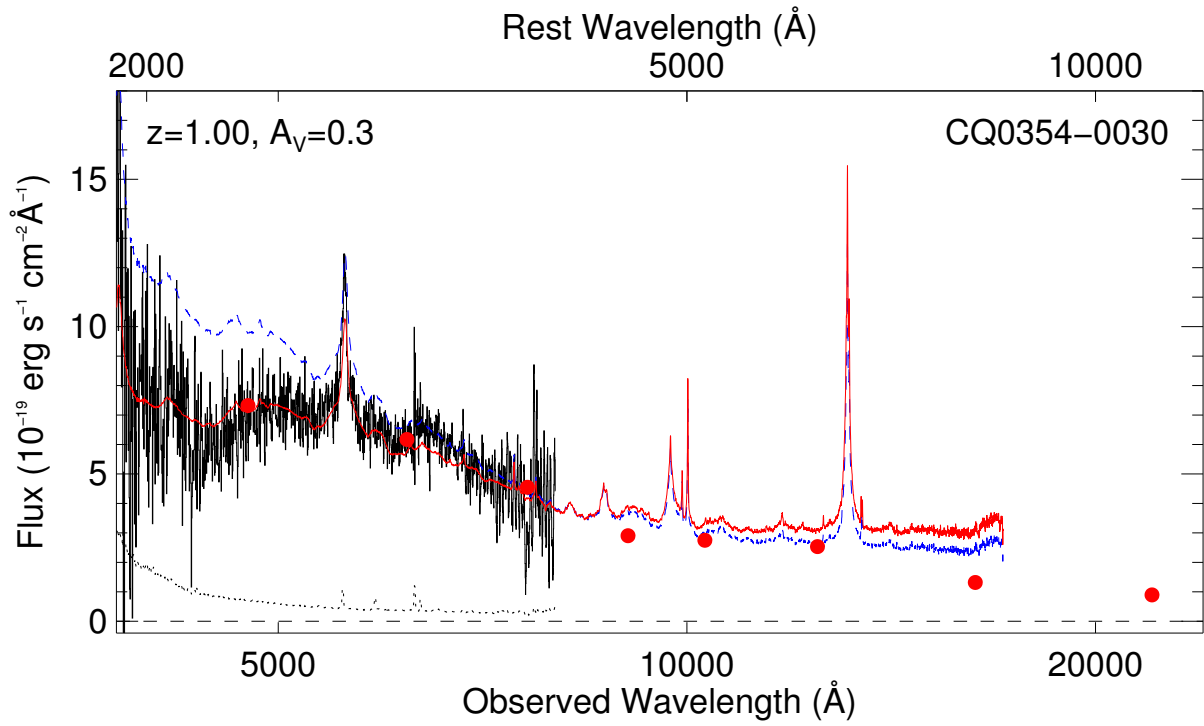 Rest Wavelength (Å)
2000 5000 10000
z=1.00, A_V=0.3 CQ0354−0030
15
10
5
0
Flux (10⁻¹⁹ erg s⁻¹ cm⁻²Å⁻¹)
5000 10000 20000
Observed Wavelength (Å)